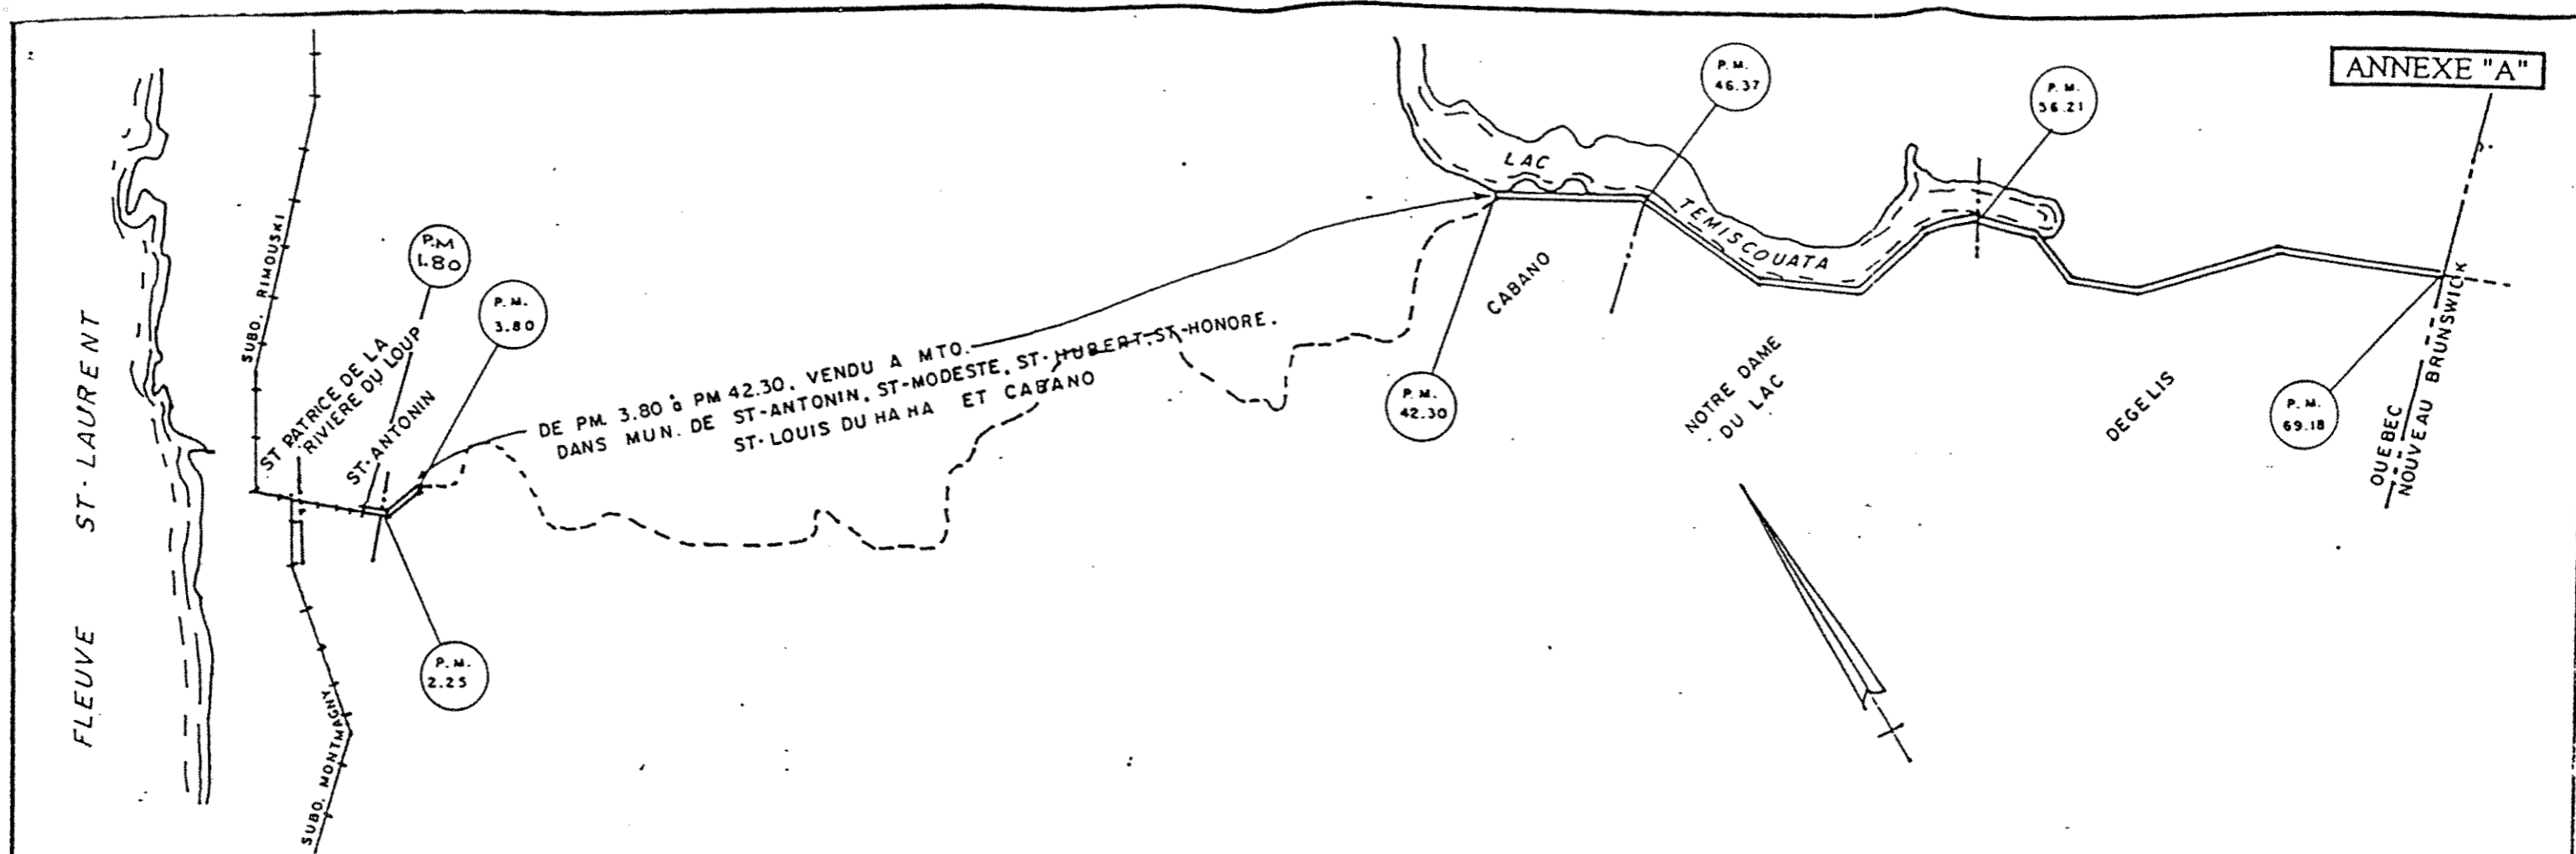 ANNEXE "A"
P.M.
46.37
P.M.
56.21
LAC
TEMISCOUATA
SUBD. RIMOUSKI
P.M
1.80
P.M.
3.80
FLEUVE ST-LAURENT
ST PATRICE DE LA
RIVIERE DU LOUP
ST-ANTONIN
DE PM. 3.80 à PM 42.30. VENDU A MTQ.
DANS MUN. DE ST-ANTONIN, ST-MODESTE, ST-HUBERT, ST-HONORE.
ST-LOUIS DU HA HA ET CABANO
CABANO
P.M.
42.30
NOTRE DAME
DU LAC
DEGELIS
P.M.
69.18
QUEBEC
NOUVEAU BRUNSWICK
P.M.
2.25
SUBD. MONTMAGNY